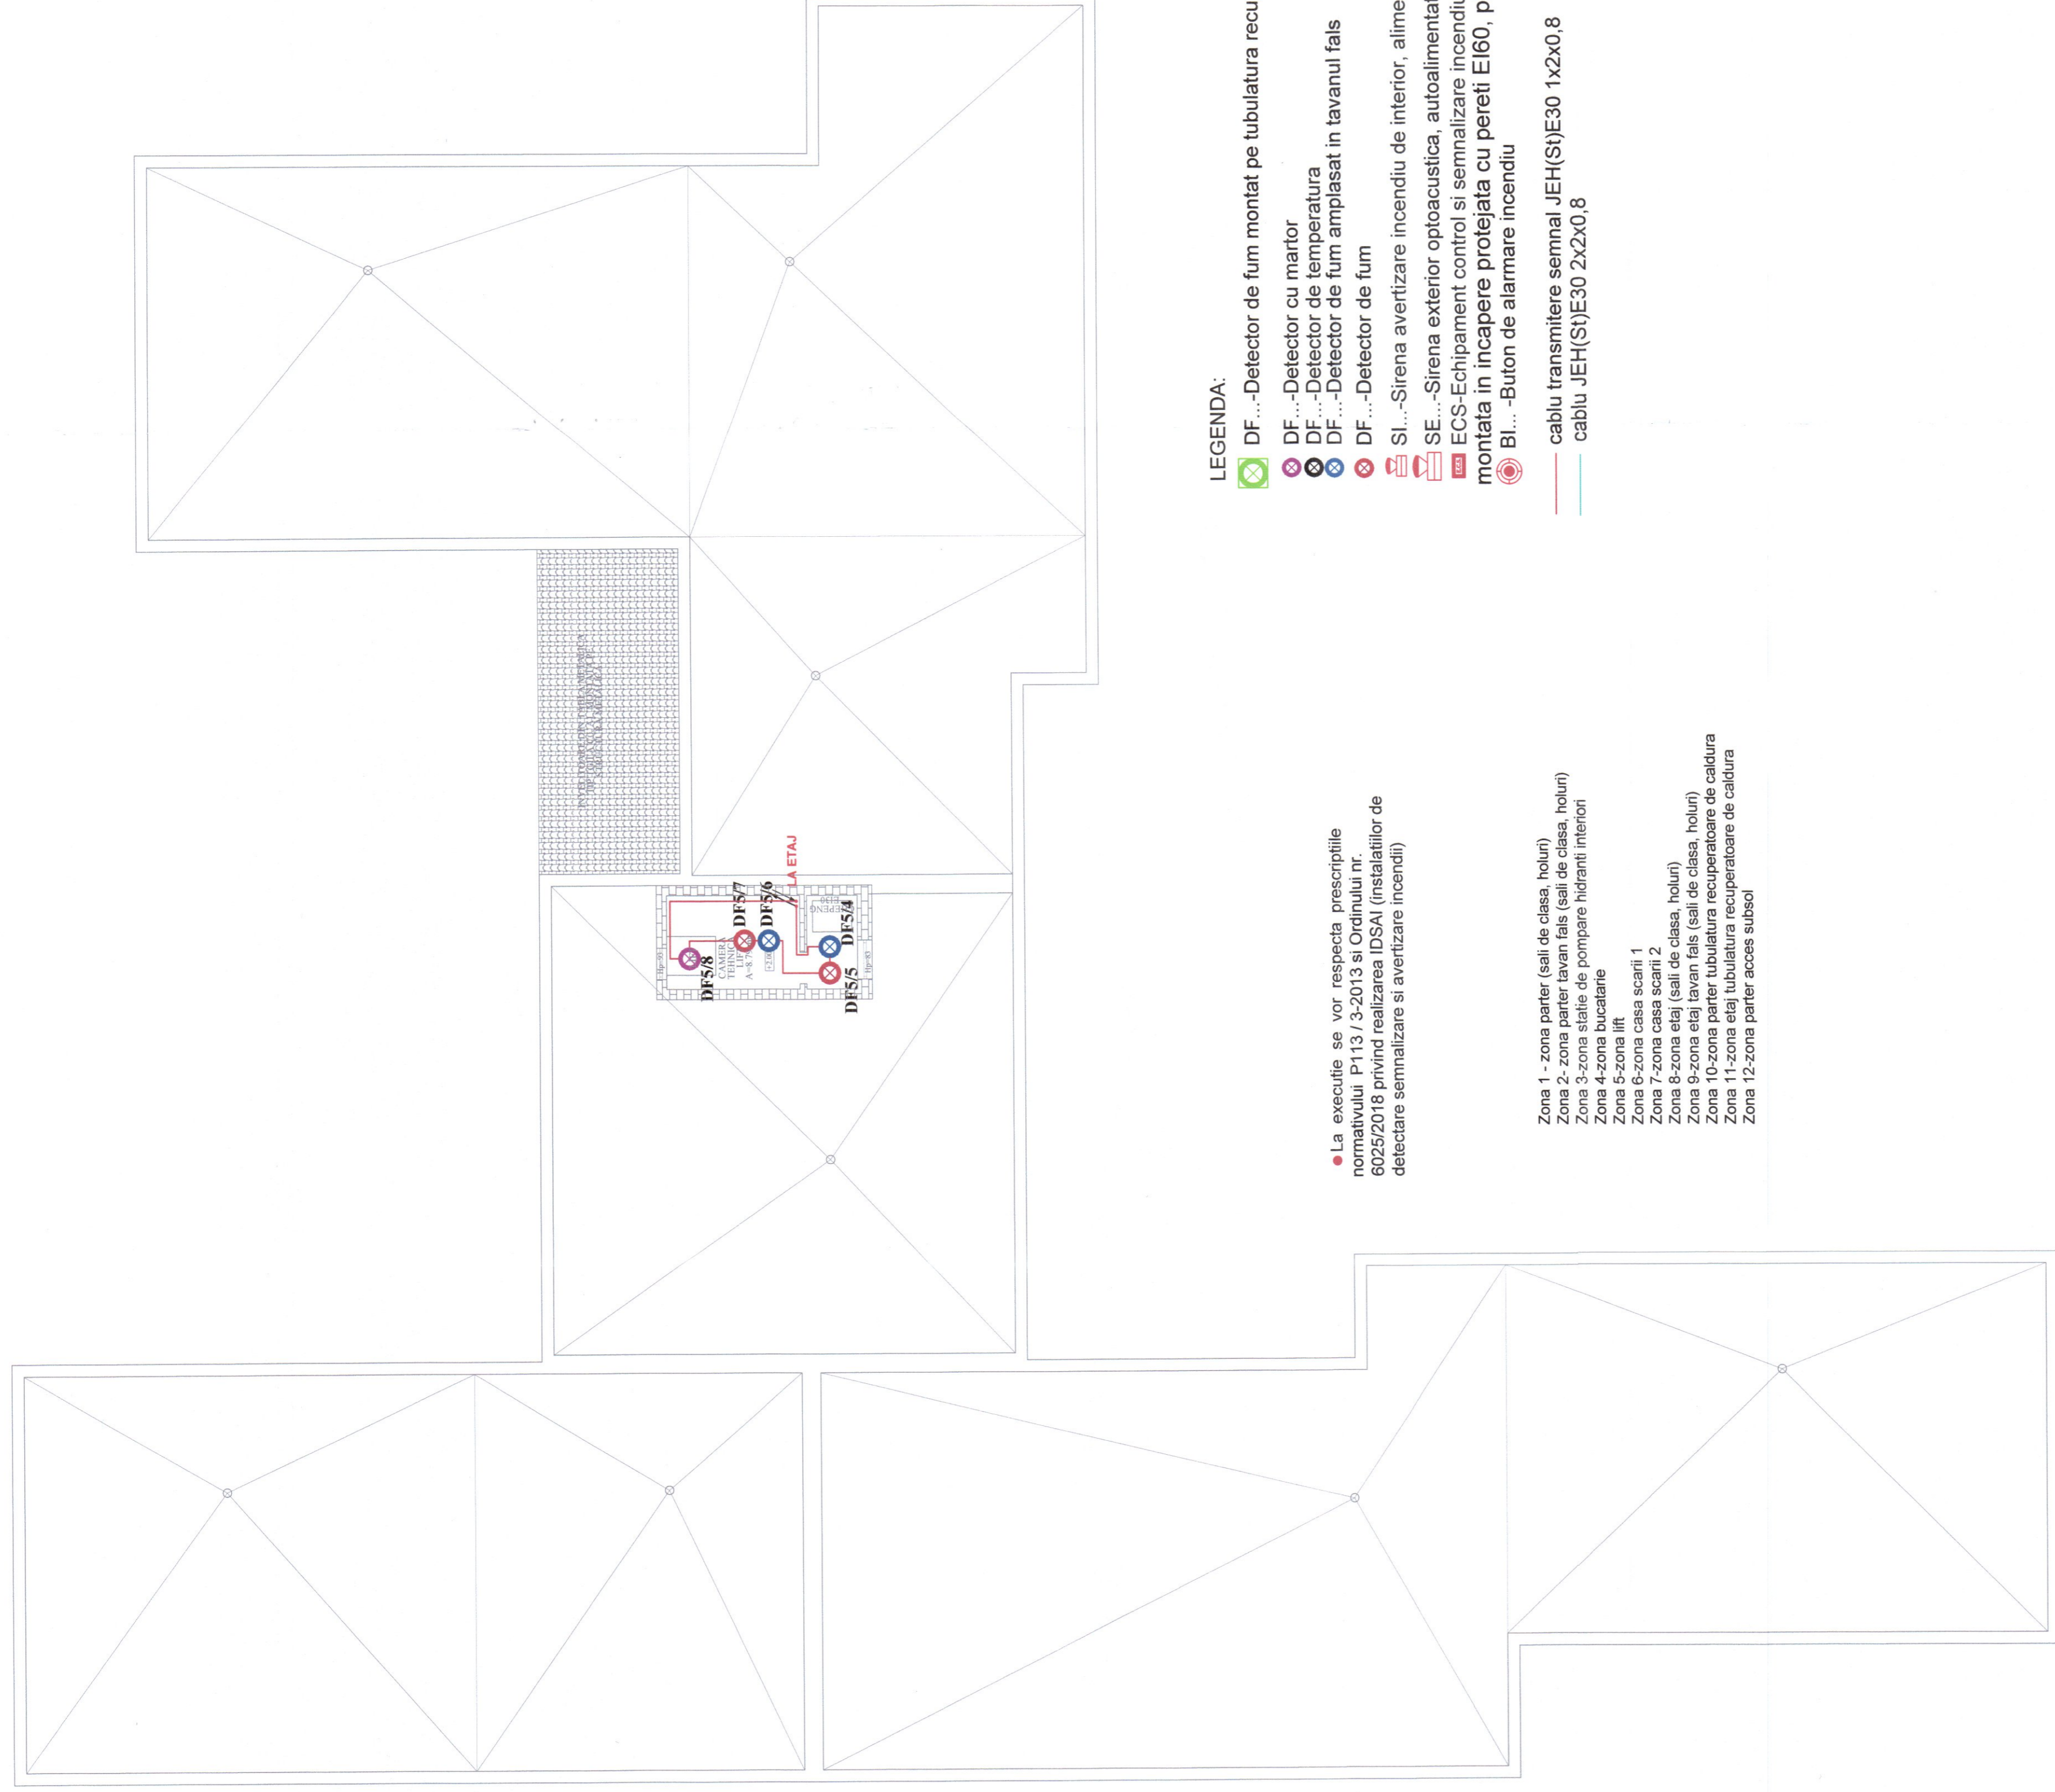 LEGENDA:
DF...-Detector de fum montat pe tubulatura recu
DF...-Detector cu martor
DF...-Detector de temperatura
DF...-Detector de fum amplasat in tavanul fals
DF...-Detector de fum
SI...-Sirena avertizare incendiu de interior, alime
SE...-Sirena exterior optoacustica, autoalimentat
ECS
ECS-Echipament control si semnalizare incendiu
montata in incapere protejata cu pereti EI60, p
BI... -Buton de alarmare incendiu
cablu transmitere semnal JEH(St)E30 1x2x0,8
cablu JEH(St)E30 2x2x0,8
● La executie se vor respecta prescriptiile
normativului P113 / 3-2013 si Ordinului nr.
6025/2018 privind realizarea IDSAI (instalatiilor de
detectare semnalizare si avertizare incendii)
Zona 1 - zona parter (sali de clasa, holuri)
Zona 2- zona parter tavan fals (sali de clasa, holuri)
Zona 3-zona statie de pompare hidranti interiori
Zona 4-zona bucatarie
Zona 5-zona lift
Zona 6-zona casa scarii 1
Zona 7-zona casa scarii 2
Zona 8-zona etaj (sali de clasa, holuri)
Zona 9-zona etaj tavan fals (sali de clasa, holuri)
Zona 10-zona parter tubulatura recuperatoare de caldura
Zona 11-zona etaj tubulatura recuperatoare de caldura
Zona 12-zona parter acces subsol
DF5/8
CAMERA
TEHNICA
DF5/7
DF5/6
LA ETAJ
DF5/4
DF5/5